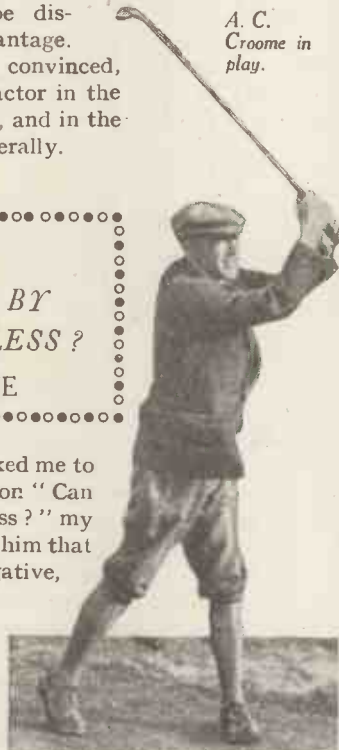 be dis-
antage.
convinced,
actor in the
, and in the
erally.
A. C.
Croome in
play.
BY
LESS ?
E
ked me to
on " Can
ss ? " my
him that
ative,